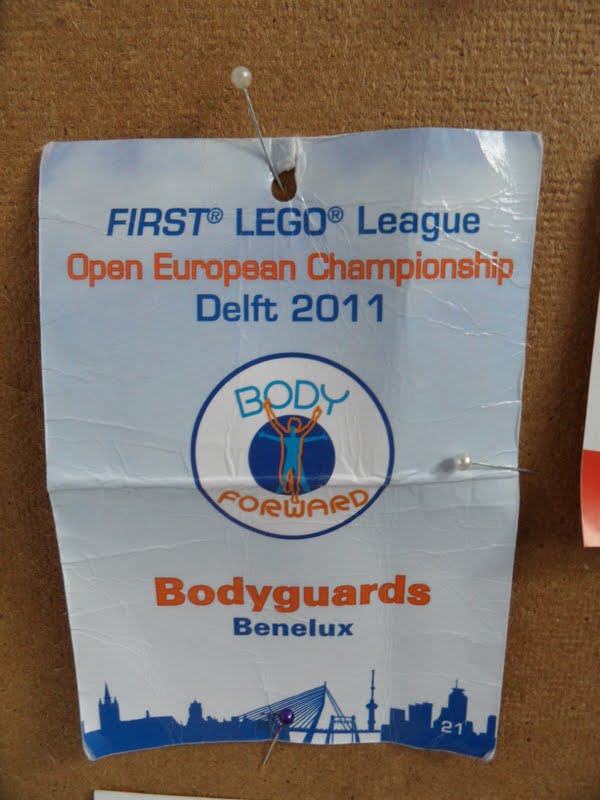 FIRST® LEGO® League
Open European Championship
Delft 2011
BODY
FORWARD
Bodyguards
Benelux
21